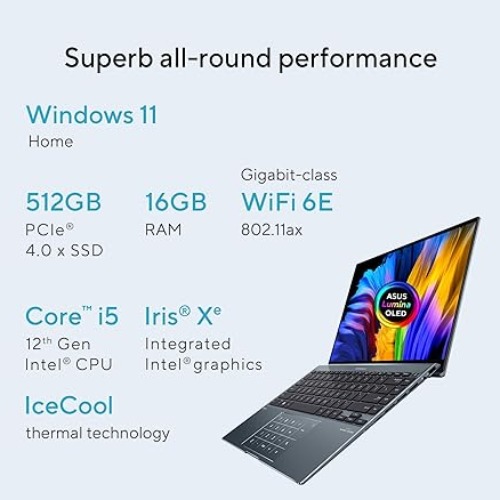 Superb all-round performance
Windows 11
Home
512GB
PCIe®
4.0 x SSD
16GB
RAM
Gigabit-class
WiFi 6E
802.11ax
Core™ i5
12th Gen
Intel® CPU
Iris® Xe
Integrated
Intel® graphics
IceCool
thermal technology
ASUS
Lumina
OLED